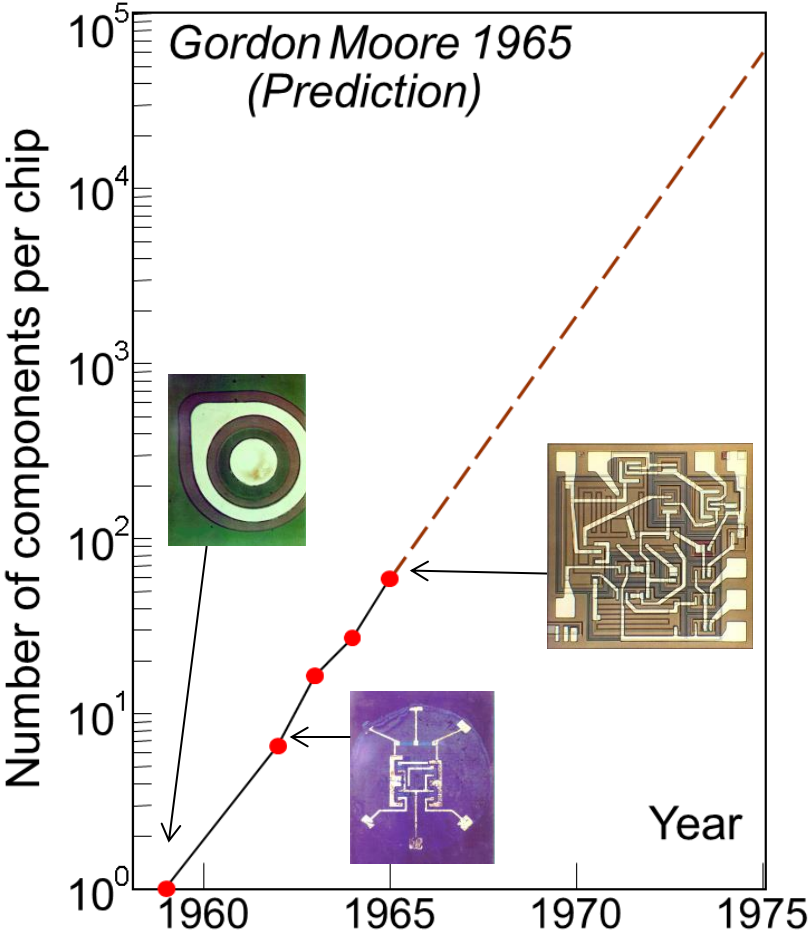 Gordon Moore 1965
(Prediction)
Number of components per chip
10^5
10^4
10^3
10^2
10^1
10^0
Year
1960
1965
1970
1975